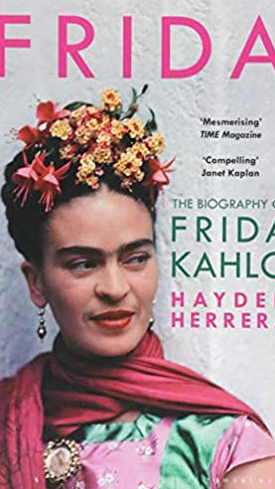 FRIDA
'Mesmerising'
TIME Magazine
'Compelling'
Janet Kaplan
THE BIOGRAPHY O
FRIDA
KAHLO
HAYDE
HERRER